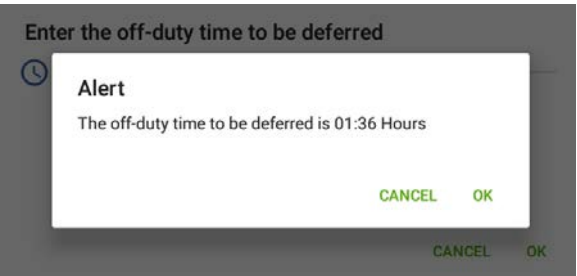 Enter the off-duty time to be deferred
Alert
The off-duty time to be deferred is 01:36 Hours
CANCEL OK
CANCEL OK